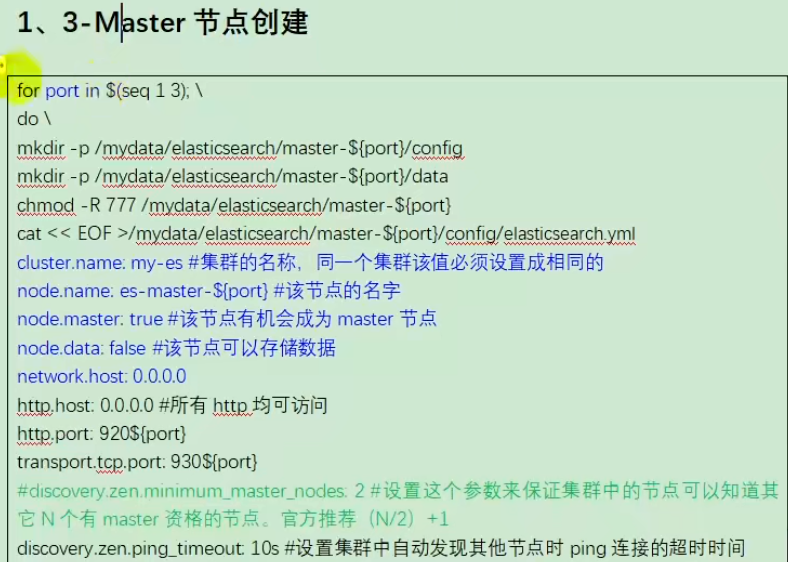 1、3-Master 节点创建
for port in $(seq 1 3); \
do \
mkdir -p /mydata/elasticsearch/master-${port}/config
mkdir -p /mydata/elasticsearch/master-${port}/data
chmod -R 777 /mydata/elasticsearch/master-${port}
cat << EOF >/mydata/elasticsearch/master-${port}/config/elasticsearch.yml
cluster.name: my-es #集群的名称，同一个集群该值必须设置成相同的
node.name: es-master-${port} #该节点的名字
node.master: true #该节点有机会成为 master 节点
node.data: false #该节点可以存储数据
network.host: 0.0.0.0
http.host: 0.0.0.0 #所有 http 均可访问
http.port: 920${port}
transport.tcp.port: 930${port}
#discovery.zen.minimum_master_nodes: 2 #设置这个参数来保证集群中的节点可以知道其
它 N 个有 master 资格的节点。官方推荐（N/2）+1
discovery.zen.ping_timeout: 10s #设置集群中自动发现其他节点时 ping 连接的超时时间